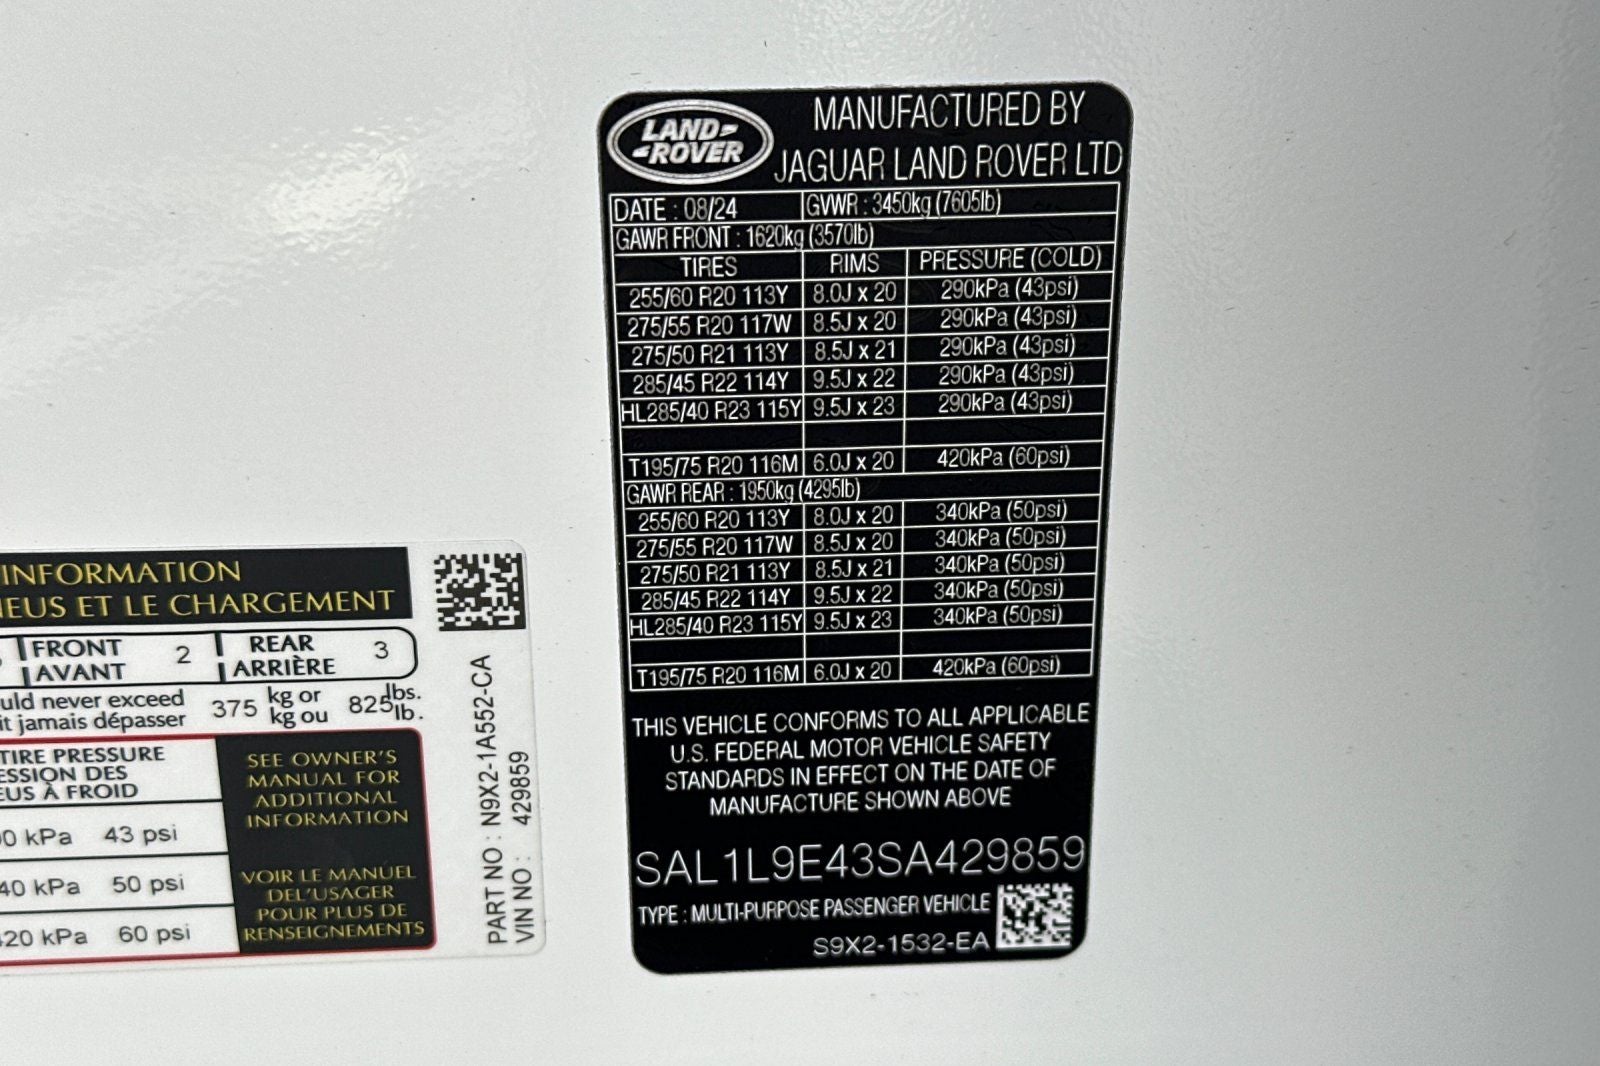 LAND-
-ROVER
MANUFACTURED BY
JAGUAR LAND ROVER LTD
DATE : 08/24 GVWR : 3450kg (7605lb)
GAWR FRONT : 1620kg (3570lb)
TIRES RIMS PRESSURE (COLD)
255/60 R20 113Y 8.0J x 20 290kPa (43psi)
275/55 R20 117W 8.5J x 20 290kPa (43psi)
275/50 R21 113Y 8.5J x 21 290kPa (43psi)
285/45 R22 114Y 9.5J x 22 290kPa (43psi)
HL285/40 R23 115Y 9.5J x 23 290kPa (43psi)
T195/75 R20 116M 6.0J x 20 420kPa (60psi)
GAWR REAR : 1950kg (4295lb)
255/60 R20 113Y 8.0J x 20 340kPa (50psi)
275/55 R20 117W 8.5J x 20 340kPa (50psi)
275/50 R21 113Y 8.5J x 21 340kPa (50psi)
285/45 R22 114Y 9.5J x 22 340kPa (50psi)
HL285/40 R23 115Y 9.5J x 23 340kPa (50psi)
T195/75 R20 116M 6.0J x 20 420kPa (60psi)
THIS VEHICLE CONFORMS TO ALL APPLICABLE
U.S. FEDERAL MOTOR VEHICLE SAFETY
STANDARDS IN EFFECT ON THE DATE OF
MANUFACTURE SHOWN ABOVE
SAL1L9E43SA429859
TYPE : MULTI-PURPOSE PASSENGER VEHICLE
S9X2-1532-EA
INFORMATION
NEUS ET LE CHARGEMENT
FRONT 2 REAR 3
AVANT ARRIÈRE
uld never exceed 375 kg or 825 lbs.
it jamais dépasser kg ou lb.
TIRE PRESSURE
ESSION DES
EUS À FROID
0 kPa 43 psi
40 kPa 50 psi
420 kPa 60 psi
SEE OWNER'S
MANUAL FOR
ADDITIONAL
INFORMATION
VOIR LE MANUEL
DEL'USAGER
POUR PLUS DE
RENSEIGNEMENTS
PART NO : N9X2-1A552-CA
VIN NO : 429859